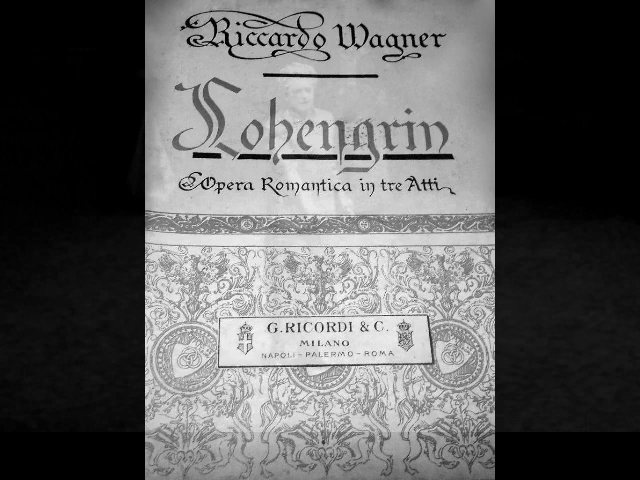 Riccardo Wagner
Lohengrin
Opera Romantica in tre Atti
G. RICORDI & C.
MILANO
NAPOLI - PALERMO - ROMA